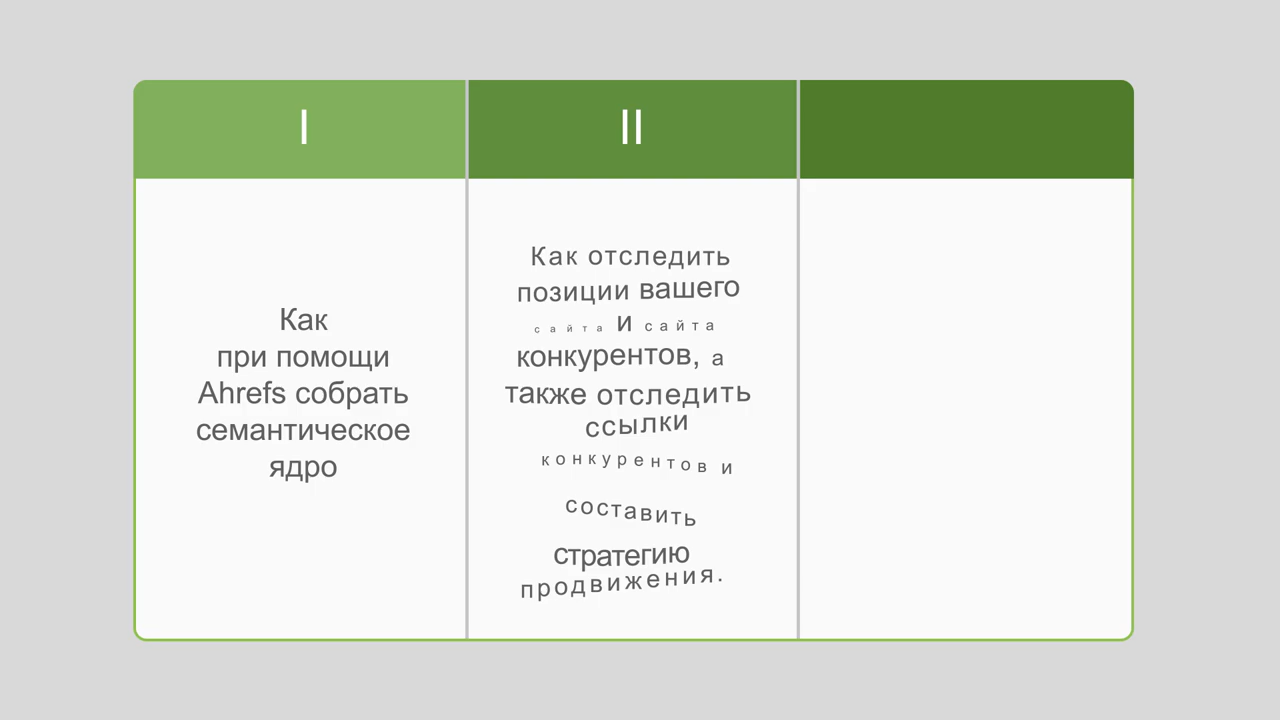 I
Как
при помощи
Ahrefs собрать
семантическое
ядро
II
Как отследить
позиции вашего
сайта и сайта
конкурентов, а
также отследить
ссылки
конкурентов и
составить
стратегию
продвижения.